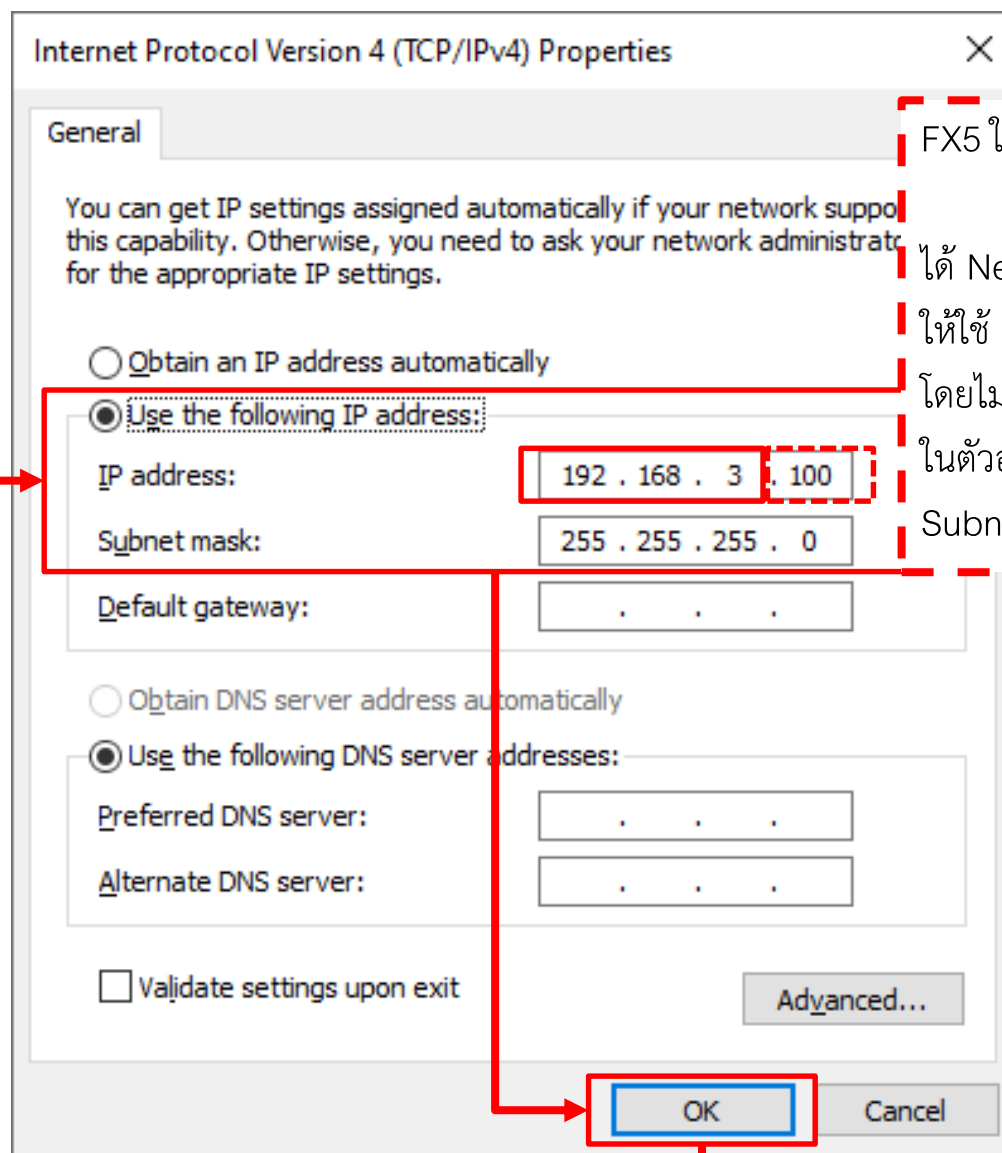 Internet Protocol Version 4 (TCP/IPv4) Properties
General
You can get IP settings assigned automatically if your network
this capability. Otherwise, you need to ask your network
for the appropriate IP settings.
Obtain an IP address automatically
Use the following IP address:
IP address:
192 . 168 . 3 . 100
Subnet mask:
255 . 255 . 255 . 0
Default gateway:
. . .
Obtain DNS server address automatically
Use the following DNS server addresses:
Preferred DNS server:
. . .
Alternate DNS server:
. . .
Validate settings upon exit
Advanced...
OK
Cancel
FX5
ได้
ให้ใช้